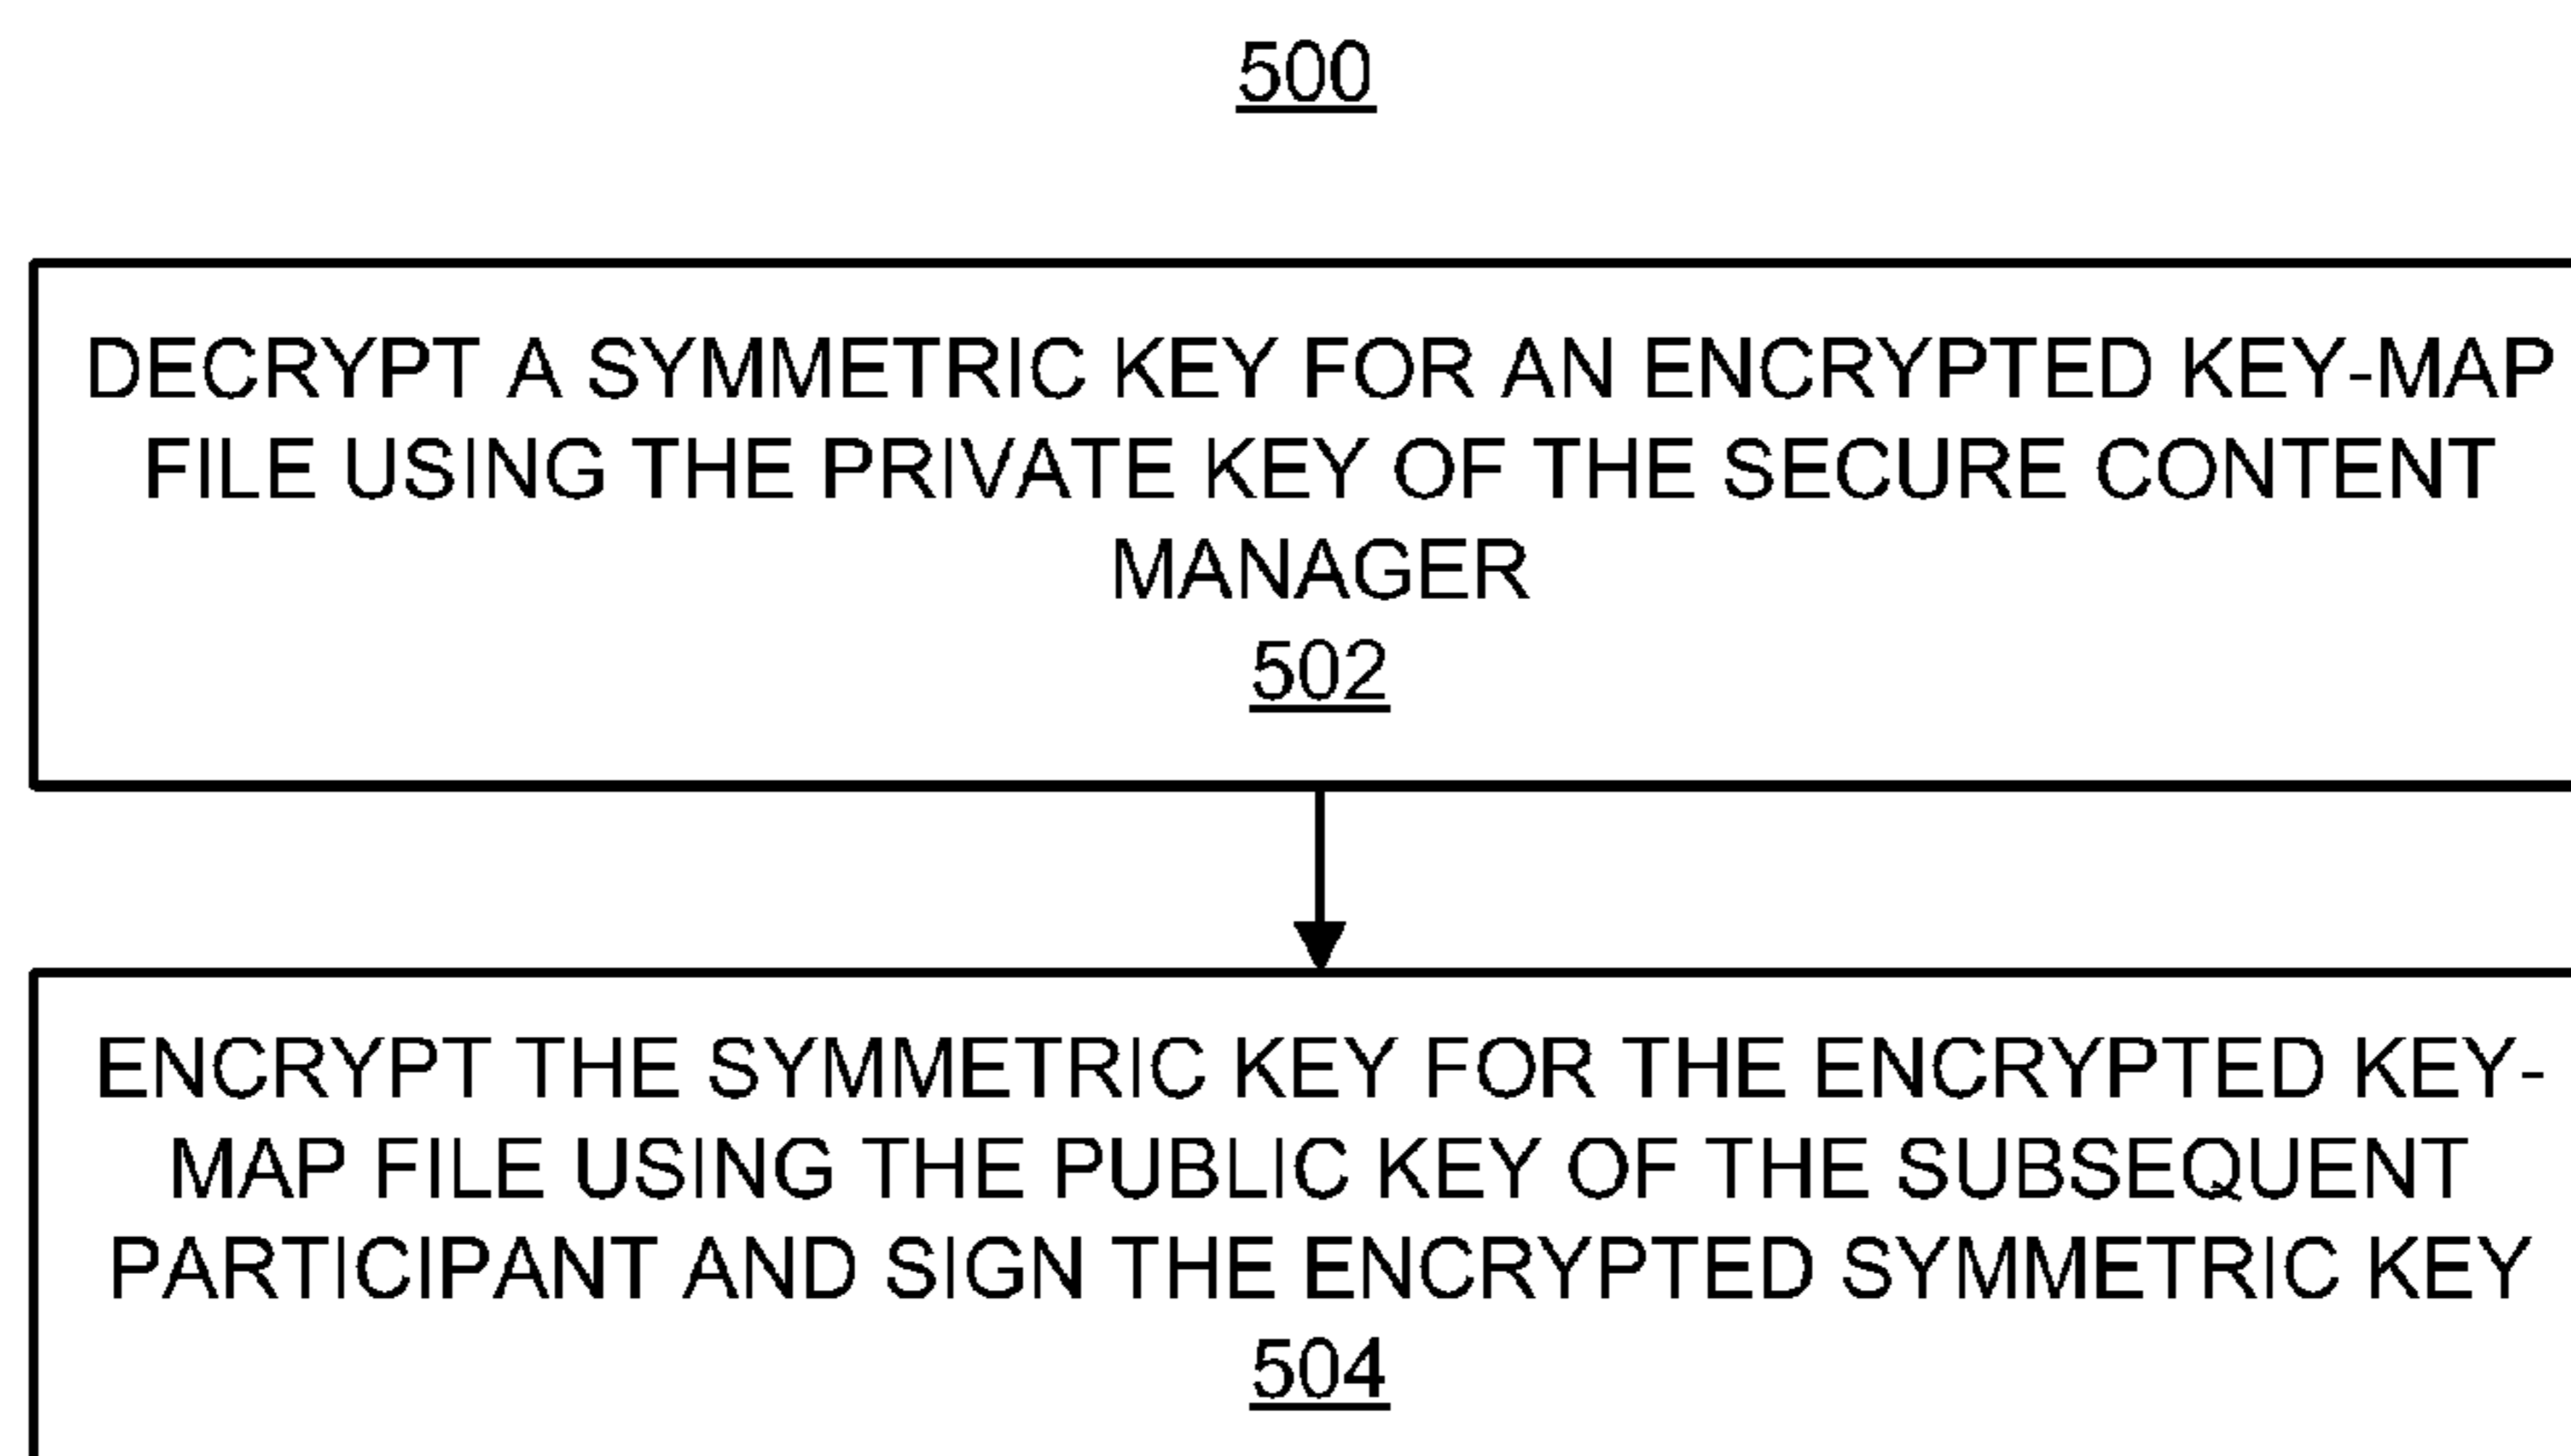 500
DECRYPT A SYMMETRIC KEY FOR AN ENCRYPTED KEY-MAP
FILE USING THE PRIVATE KEY OF THE SECURE CONTENT
MANAGER
502
ENCRYPT THE SYMMETRIC KEY FOR THE ENCRYPTED KEY-
MAP FILE USING THE PUBLIC KEY OF THE SUBSEQUENT
PARTICIPANT AND SIGN THE ENCRYPTED SYMMETRIC KEY
504